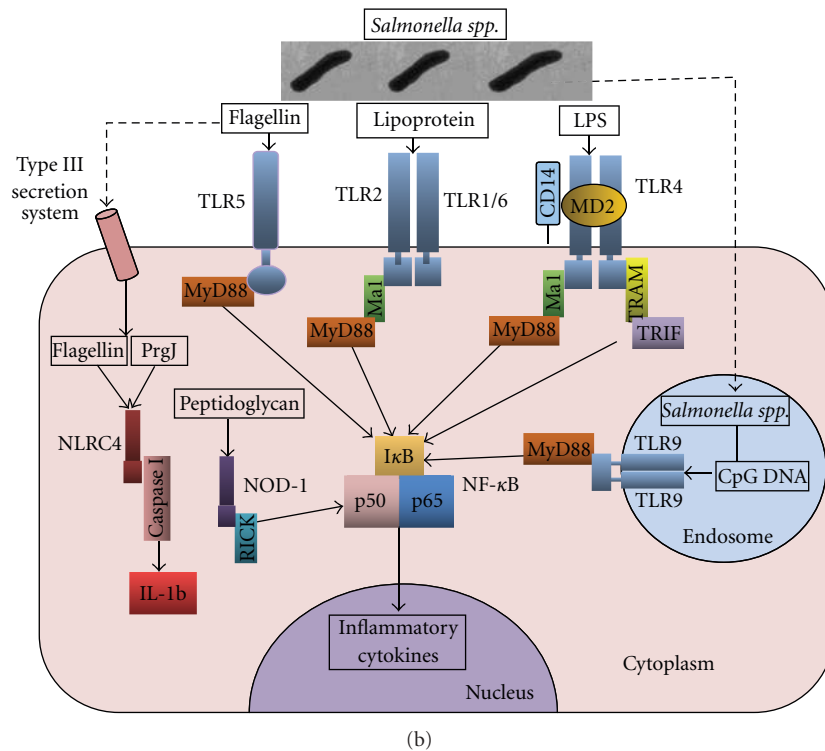 Salmonella spp.
Flagellin
Lipoprotein
LPS
Type III
secretion
system
TLR5
TLR2
TLR1/6
CD14
MD2
TLR4
MyD88
Ma1
MyD88
Ma1
MyD88
TRAM
TRIF
Flagellin
PrgJ
Peptidoglycan
NLRC4
Caspase I
IL-1b
NOD-1
RICK
IκB
p50
p65
NF-κB
MyD88
Salmonella spp.
TLR9
CpG DNA
TLR9
Endosome
Inflammatory
cytokines
Nucleus
Cytoplasm
(b)